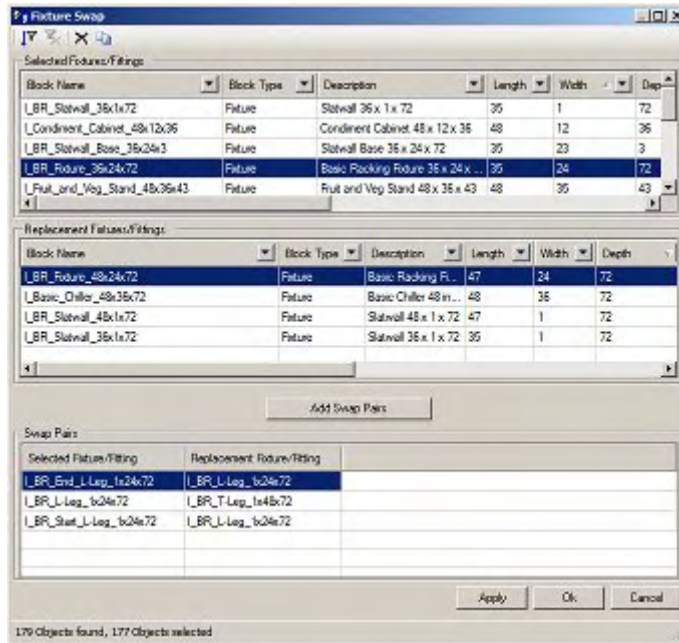 Fixture Swap
Selected Fixtures/Fittings
Block Name Block Type Description Length Width Dep
I_BR_Slatwall_36x1x72 Fixture Slatwall 36 x 1 x 72 35 1 72
I_Condiment_Cabinet_48x12x36 Fixture Condiment Cabinet 48 x 12 x 36 48 12 36
I_BR_Slatwall_Base_36x24x3 Fixture Slatwall Base 36 x 24 x 72 35 23 3
I_BR_Fixture_36x24x72 Fixture Basic Racking Fixture 36 x 24 x ... 35 24 72
I_Fruit_and_Veg_Stand_48x36x43 Fixture Fruit and Veg Stand 48 x 36 x 43 48 35 43
Replacement Fixtures/Fittings
Block Name Block Type Description Length Width Depth
I_BR_Fixture_48x24x72 Fixture Basic Racking Fi... 47 24 72
I_Basic_Chiller_48x36x72 Fixture Basic Chiller 48 in... 48 36 72
I_BR_Slatwall_48x1x72 Fixture Slatwall 48 x 1 x 72 47 1 72
I_BR_Slatwall_36x1x72 Fixture Slatwall 36 x 1 x 72 35 1 72
Add Swap Pairs
Swap Pairs
Selected Fixture/Fitting Replacement Fixture/Fitting
I_BR_End_L-Leg_1x24x72 I_BR_L-Leg_1x24x72
I_BR_L-Leg_1x24x72 I_BR_T-Leg_1x48x72
I_BR_Start_L-Leg_1x24x72 I_BR_L-Leg_1x24x72
Apply Ok Cancel
179 Objects found, 177 Objects selected